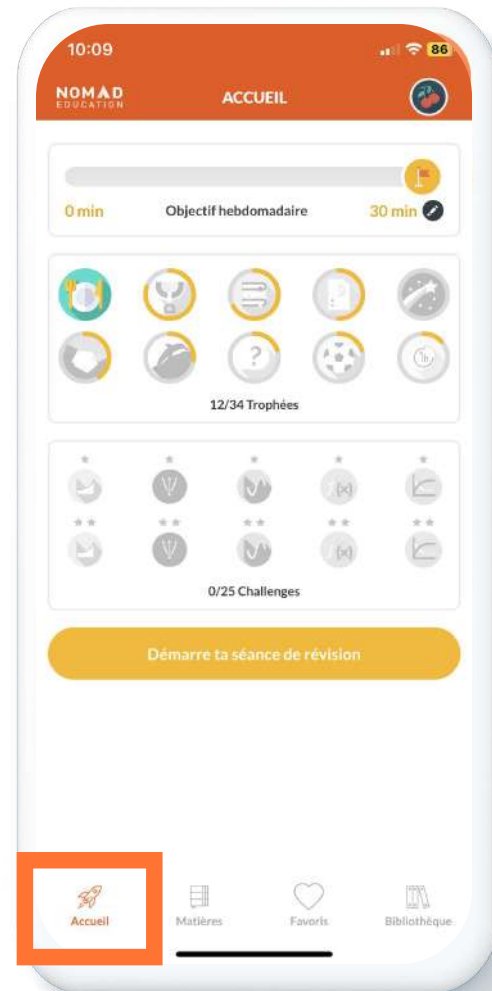 10:09
86
NOMAD
EDUCATION
ACCUEIL
0 min
Objectif hebdomadaire
30 min
?
1h
12/34 Trophées
(x)
(x)
0/25 Challenges
Démarre ta séance de révision
Accueil
Matières
Favoris
Bibliothèque